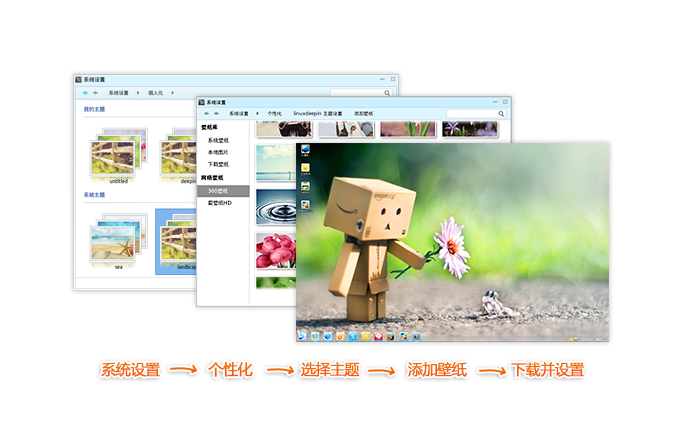 系统设置
系统设置 个人化
我的主题
untitled
deepin
系统主题
sea
landscap
系统设置
系统设置 个性化 linuxdeepin 主题设置 添加壁纸
壁纸库
系统壁纸
本地图片
下载壁纸
网络壁纸
360壁纸
爱壁纸HD
系统设置 → 个性化 → 选择主题 → 添加壁纸 → 下载并设置